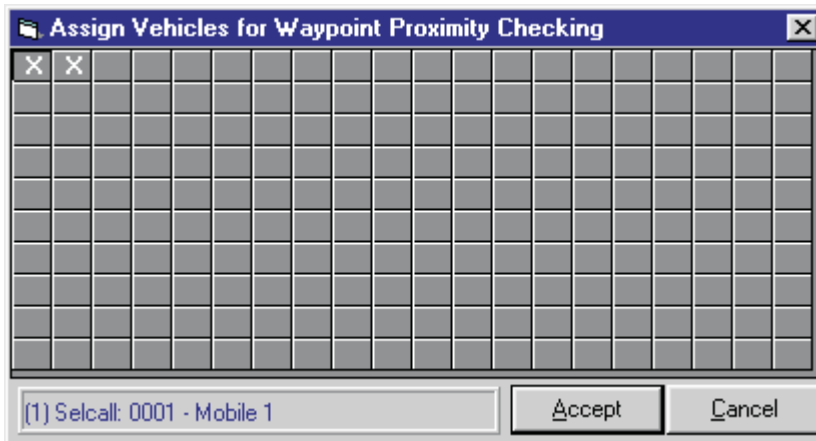 Assign Vehicles for Waypoint Proximity Checking
X X
(1) Selcall: 0001 - Mobile 1
Accept
Cancel